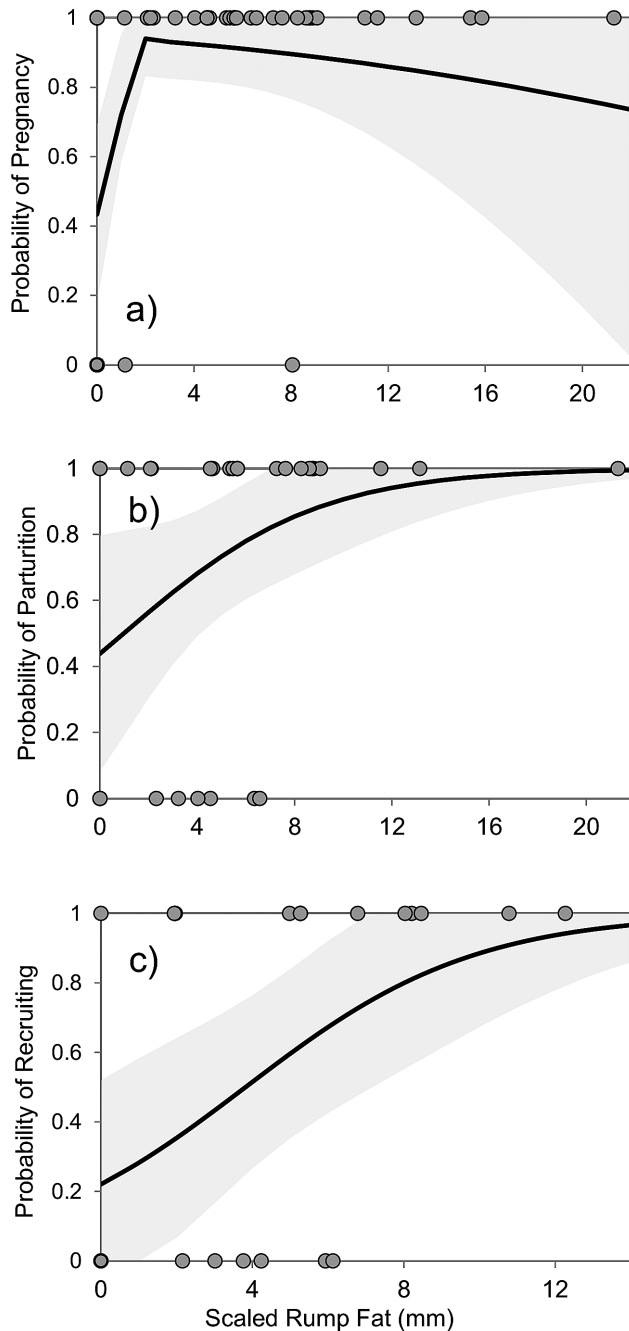 1
0.8
0.6
0.4
0.2
0
Probability of Pregnancy
a)
0 4 8 12 16 20
1
0.8
0.6
0.4
0.2
0
Probability of Parturition
b)
0 4 8 12 16 20
1
0.8
0.6
0.4
0.2
0
Probability of Recruiting
c)
0 4 8 12
Scaled Rump Fat (mm)